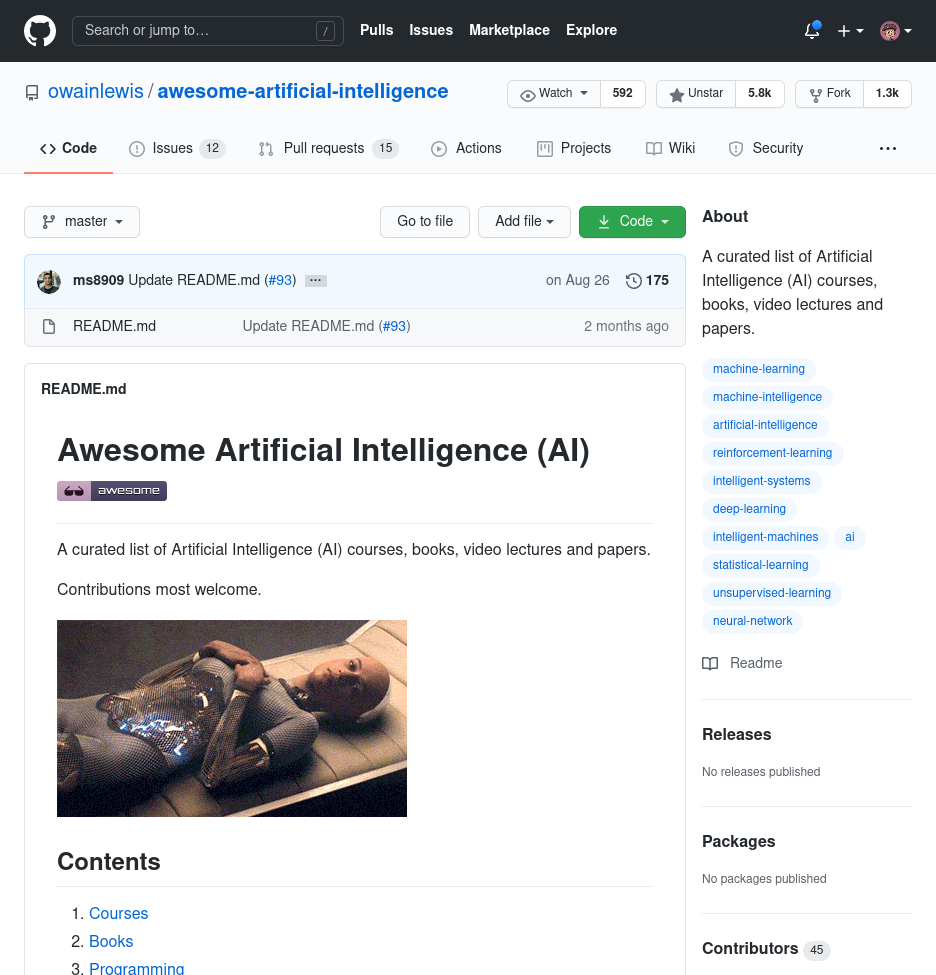 Search or jump to… / Pulls Issues Marketplace Explore
owainlewis / awesome-artificial-intelligence Watch 592 Unstar 5.8k Fork 1.3k
Code Issues 12 Pull requests 15 Actions Projects Wiki Security
master Go to file Add file Code
ms8909 Update README.md (#93) on Aug 26 175
README.md Update README.md (#93) 2 months ago
README.md
Awesome Artificial Intelligence (AI)
awesome
A curated list of Artificial Intelligence (AI) courses, books, video lectures and papers.
Contributions most welcome.
Contents
1. Courses
2. Books
3. Programming
About
A curated list of Artificial
Intelligence (AI) courses,
books, video lectures and
papers.
machine-learning
machine-intelligence
artificial-intelligence
reinforcement-learning
intelligent-systems
deep-learning
intelligent-machines ai
statistical-learning
unsupervised-learning
neural-network
Readme
Releases
No releases published
Packages
No packages published
Contributors 45